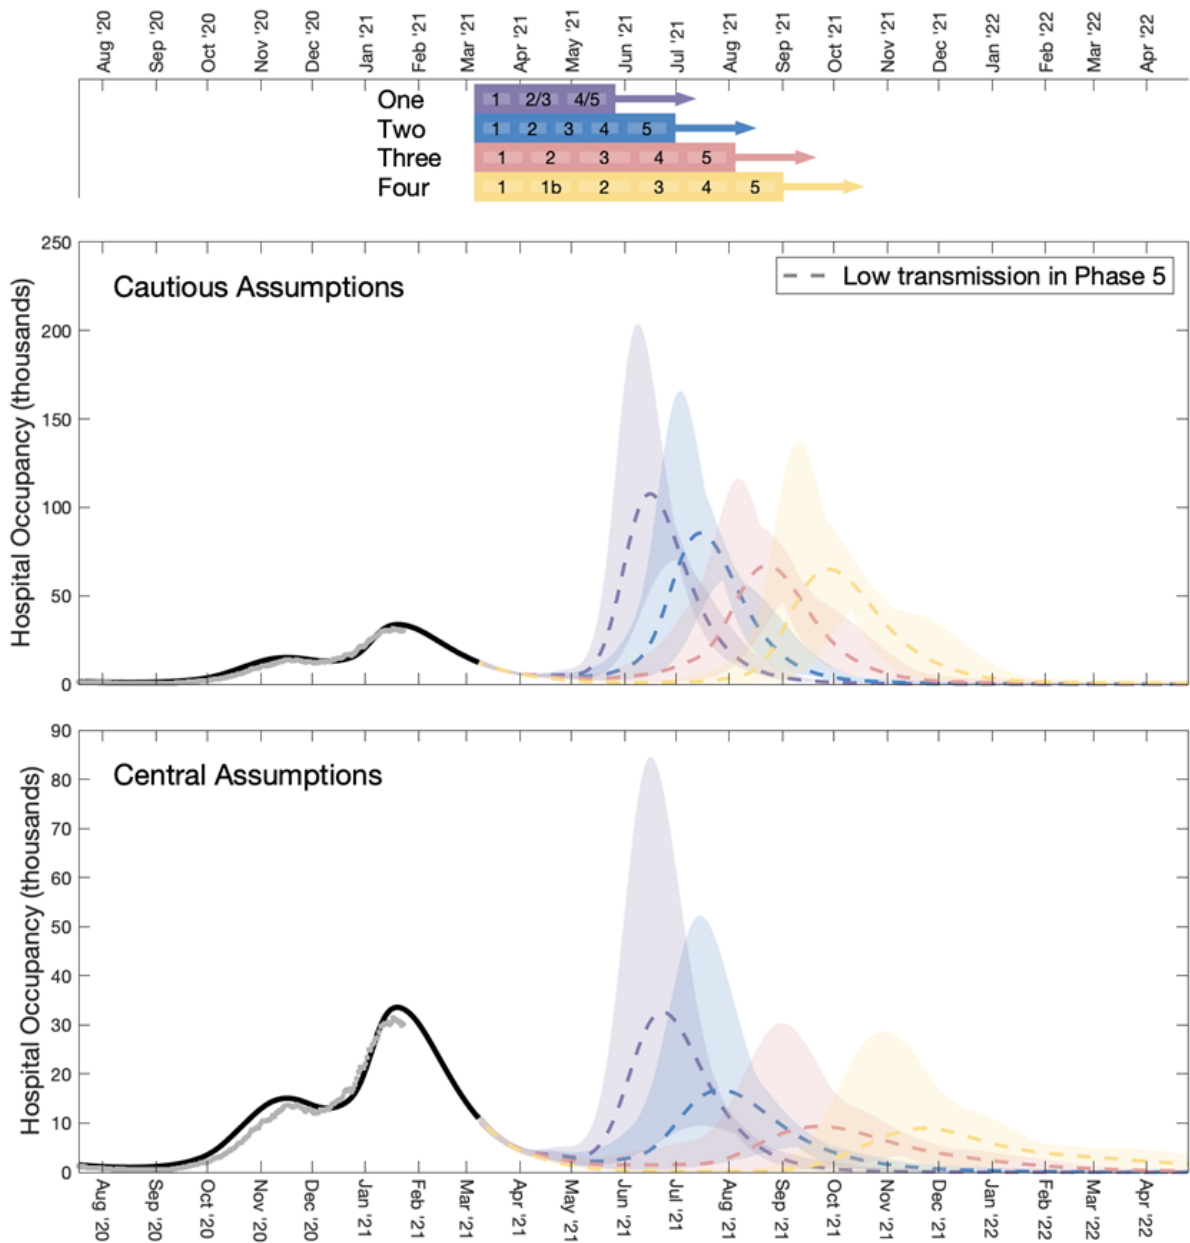 Aug '20 Sep '20 Oct '20 Nov '20 Dec '20 Jan '21 Feb '21 Mar '21 Apr '21 May '21 Jun '21 Jul '21 Aug '21 Sep '21 Oct '21 Nov '21 Dec '21 Jan '22 Feb '22 Mar '22 Apr '22
One 1 2/3 4/5
Two 1 2 3 4 5
Three 1 2 3 4 5
Four 1 1b 2 3 4 5
Hospital Occupancy (thousands)
250
200
150
100
50
0
Cautious Assumptions
Low transmission in Phase 5
Hospital Occupancy (thousands)
90
80
70
60
50
40
30
20
10
0
Central Assumptions
Aug '20 Sep '20 Oct '20 Nov '20 Dec '20 Jan '21 Feb '21 Mar '21 Apr '21 May '21 Jun '21 Jul '21 Aug '21 Sep '21 Oct '21 Nov '21 Dec '21 Jan '22 Feb '22 Mar '22 Apr '22